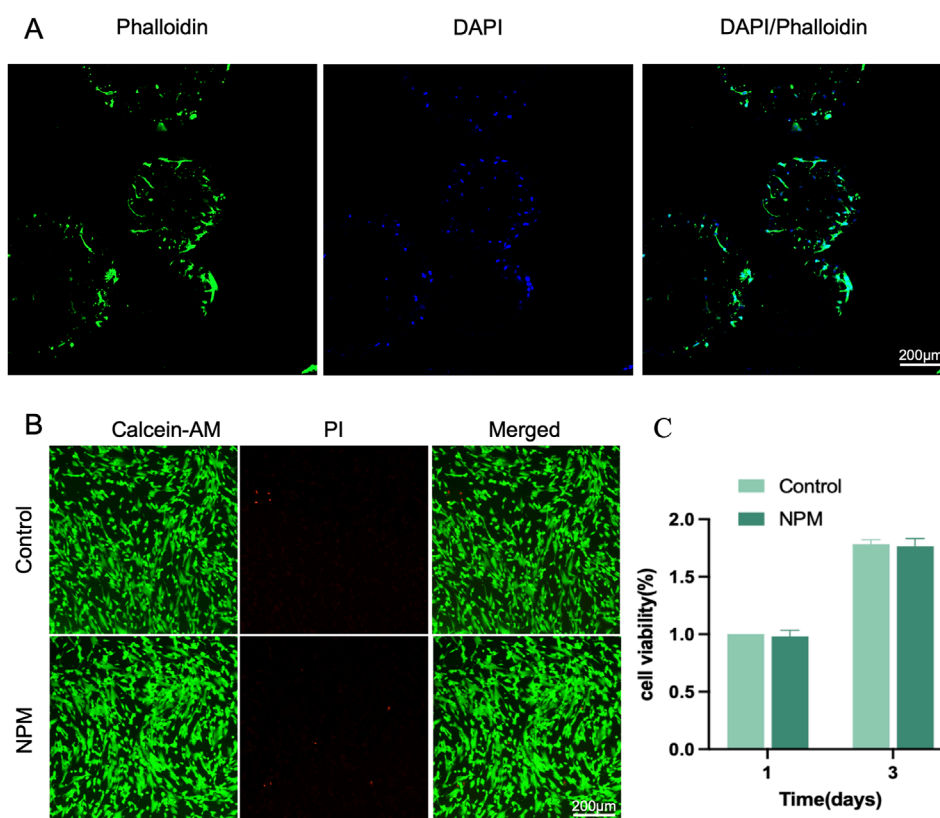 A
Phalloidin DAPI DAPI/Phalloidin
200μm
B
Calcein-AM PI Merged
Control
NPM
200μm
C
Control
NPM
cell viability(%)
2.0
1.5
1.0
0.5
0.0
1 3
Time(days)